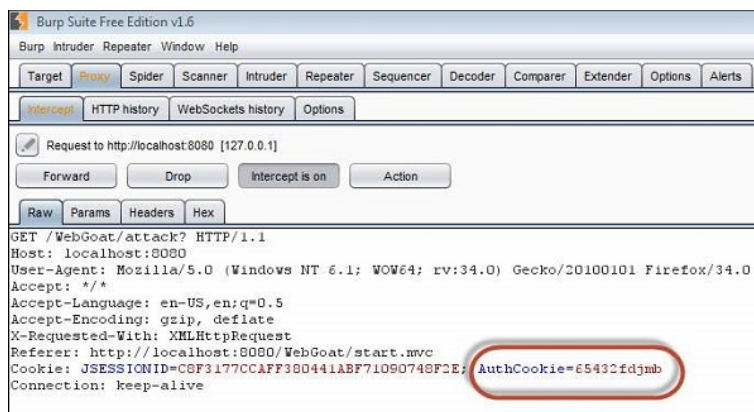 Burp Suite Free Edition v1.6
Burp Intruder Repeater Window Help
Target Proxy Spider Scanner Intruder Repeater Sequencer Decoder Comparer Extender Options Alerts
Intercept HTTP history WebSockets history Options
Request to http://localhost:8080 [127.0.0.1]
Forward Drop Intercept is on Action
Raw Params Headers Hex
GET /WebGoat/attack? HTTP/1.1
Host: localhost:8080
User-Agent: Mozilla/5.0 (Windows NT 6.1; WOW64; rv:34.0) Gecko/20100101 Firefox/34.0
Accept: */*
Accept-Language: en-US,en;q=0.5
Accept-Encoding: gzip, deflate
X-Requested-With: XMLHttpRequest
Referer: http://localhost:8080/WebGoat/start.mvc
Cookie: JSESSIONID=C8F3177CCAFF380441ABF71090748F2E; AuthCookie=65432fdjmb
Connection: keep-alive